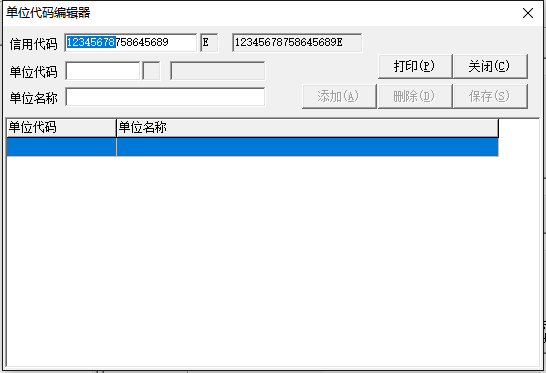 单位代码编辑器
信用代码 12345678758645689 E 12345678758645689E
单位代码 打印(P) 关闭(C)
单位名称 添加(A) 删除(D) 保存(S)
单位代码 单位名称